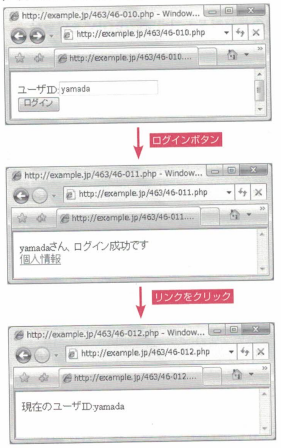 http://example.jp/463/46-010.php - Window...
http://example.jp/463/46-010.php
http://example.jp/463/46-010....
ユーザID:yamada
ログイン
ログインボタン
http://example.jp/463/46-011.php - Window...
http://example.jp/463/46-011.php
http://example.jp/463/46-011....
yamadaさん、ログイン成功です
個人情報
リンクをクリック
http://example.jp/463/46-012.php - Window...
http://example.jp/463/46-012.php
http://example.jp/463/46-012....
現在のユーザID:yamada